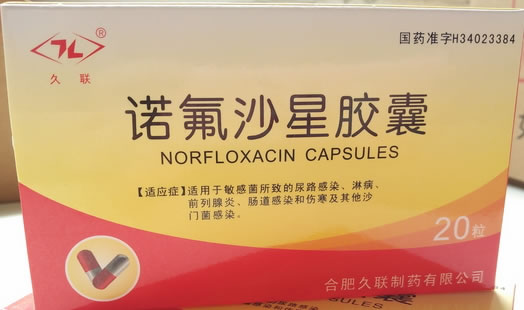 国药准字H34023384
®
久联
诺氟沙星胶囊
NORFLOXACIN CAPSULES
【适应症】适用于敏感菌所致的尿路感染、淋病、
前列腺炎、肠道感染和伤寒及其他沙
门菌感染。
20粒
合肥久联制药有限公司
SULES